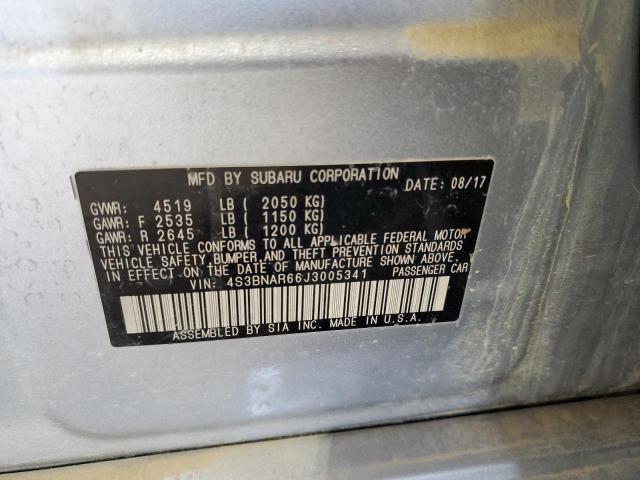 MFD BY SUBARU CORPORATION
DATE: 08/17
GVWR: 4519 LB ( 2050 KG)
GAWR: F 2535 LB ( 1150 KG)
GAWR: R 2645 LB ( 1200 KG)
THIS VEHICLE CONFORMS TO ALL APPLICABLE FEDERAL MOTOR
VEHICLE SAFETY, BUMPER, AND THEFT PREVENTION STANDARDS
IN EFFECT ON THE DATE OF MANUFACTURE SHOWN ABOVE.
VIN: 4S3BNAR66J3005341 PASSENGER CAR
ASSEMBLED BY SIA INC. MADE IN U.S.A.